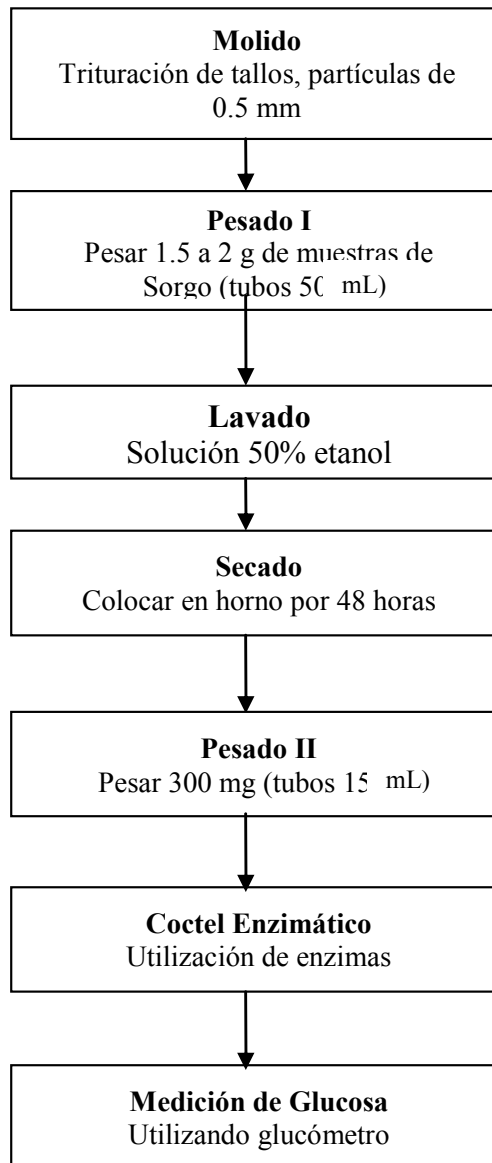 Molido
Trituración de tallos, partículas de
0.5 mm
Pesado I
Pesar 1.5 a 2 g de muestras de
Sorgo (tubos 50 mL)
Lavado
Solución 50% etanol
Secado
Colocar en horno por 48 horas
Pesado II
Pesar 300 mg (tubos 15 mL)
Coctel Enzimático
Utilización de enzimas
Medición de Glucosa
Utilizando glucómetro